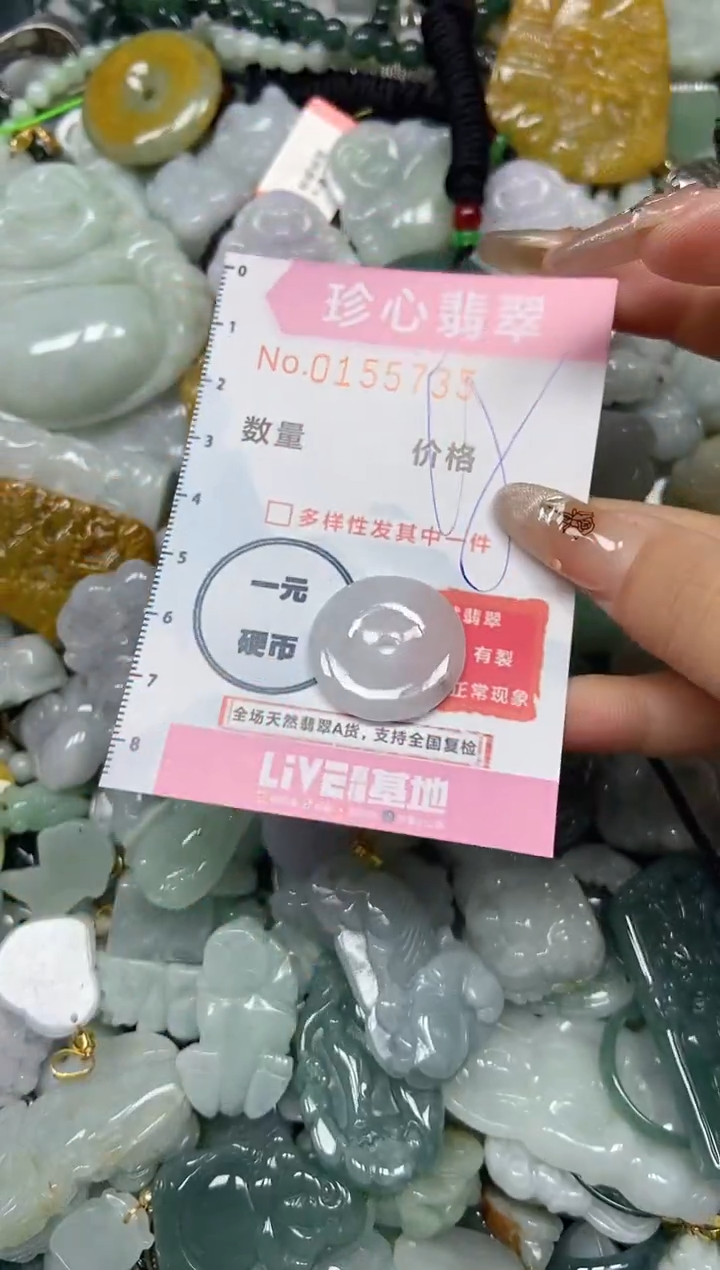 0
珍心翡翠
1
No.0155735
2
数量 价格
3
4
□多样性发其中一件
5
一元
翡翠
6
硬币
有裂
7
正常现象
全场天然翡翠A货，支持全国复检
8
LIVE基地